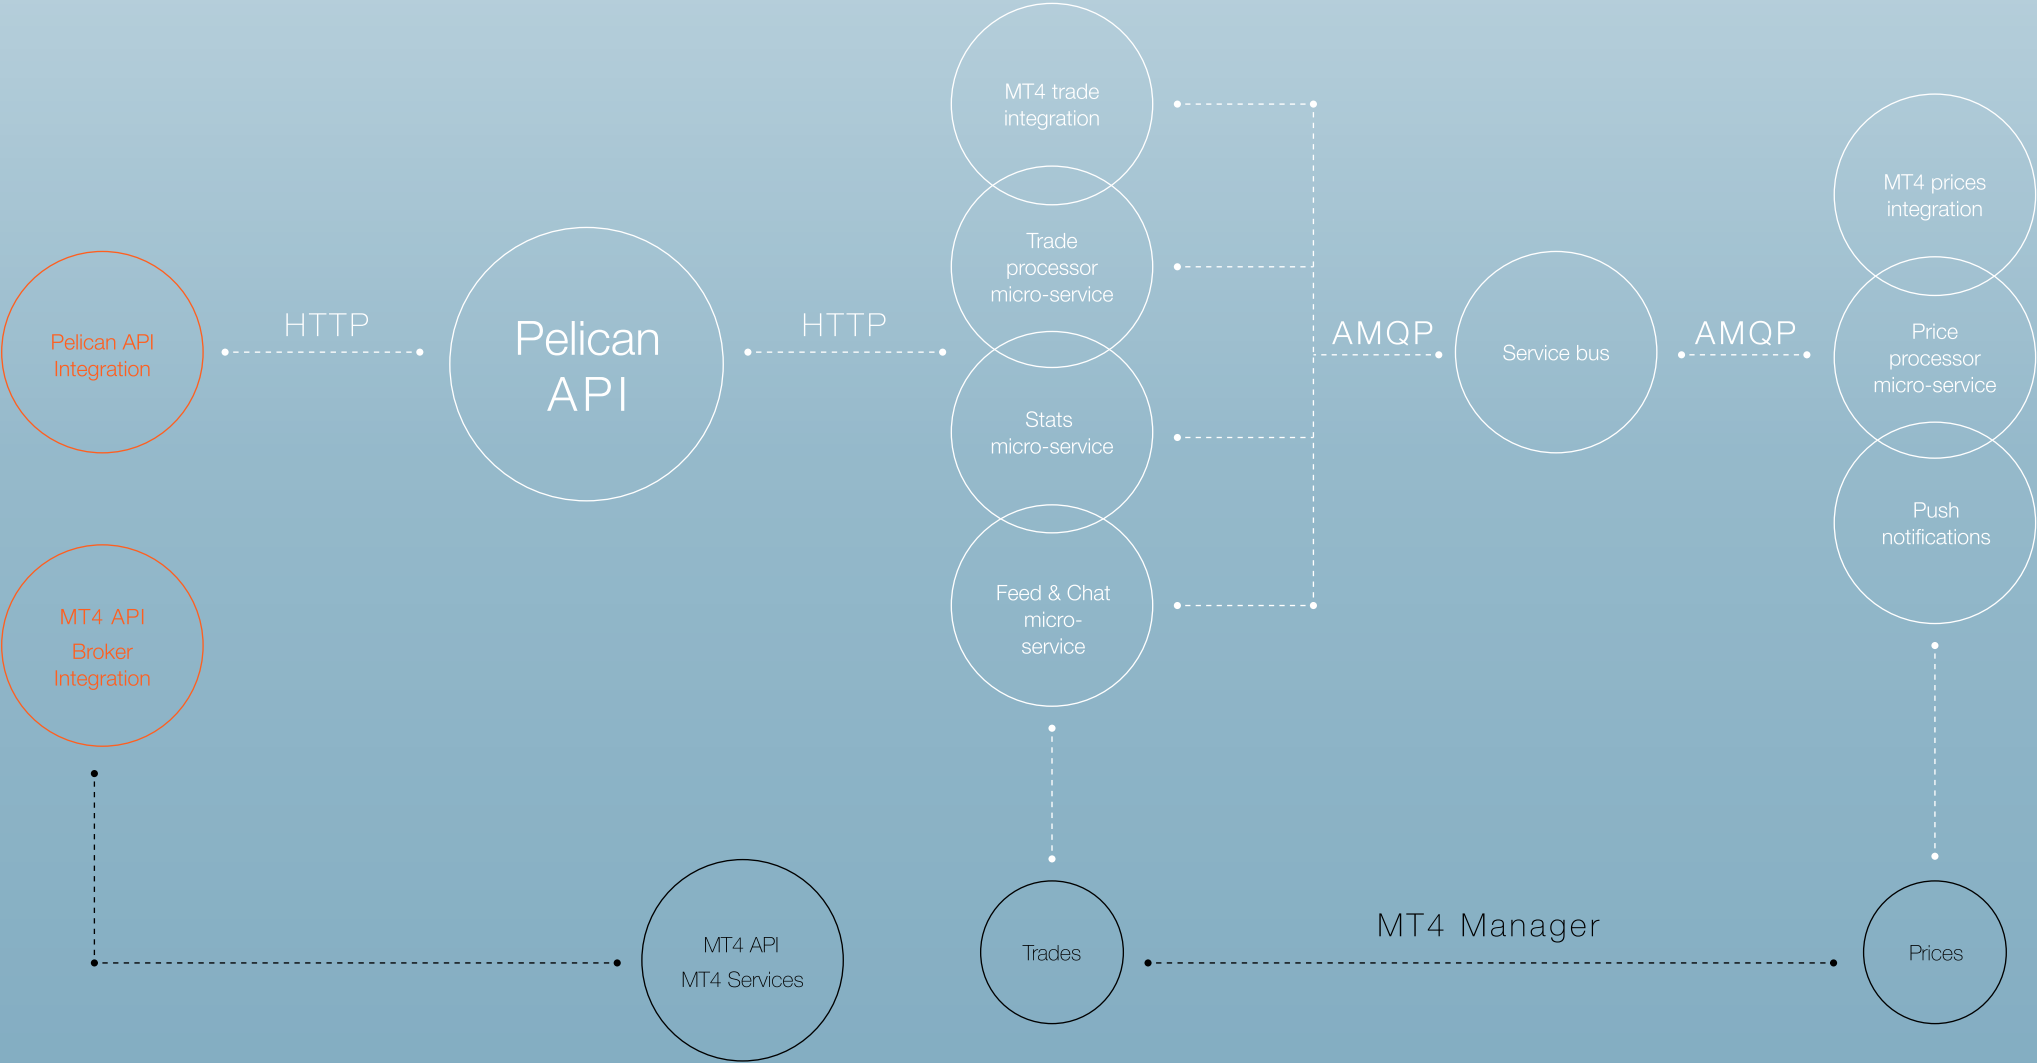 Pelican API
Integration
HTTP
Pelican
API
HTTP
MT4 trade
integration
Trade
processor
micro-service
Stats
micro-service
Feed & Chat
micro-
service
AMQP
Service bus
AMQP
MT4 prices
integration
Price
processor
micro-service
Push
notifications
MT4 API
Broker
Integration
MT4 API
MT4 Services
Trades
MT4 Manager
Prices